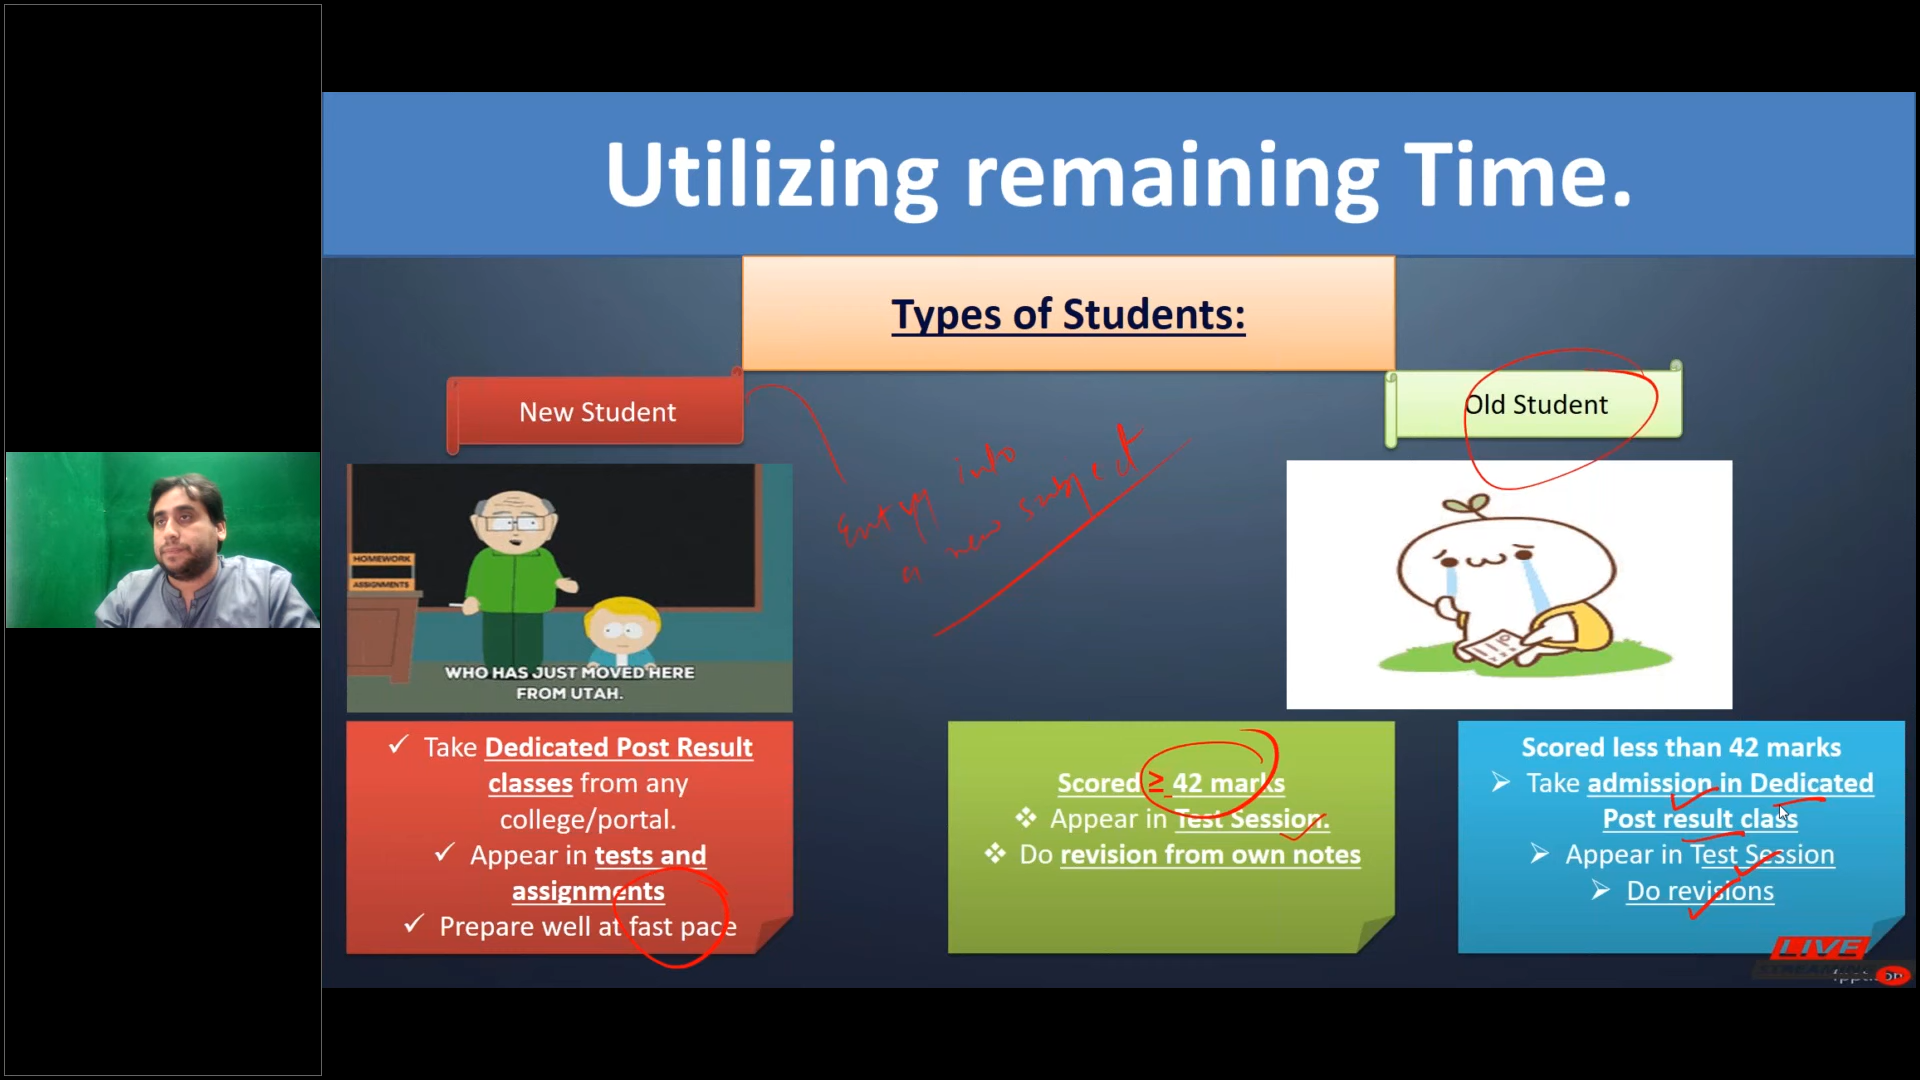 Utilizing remaining Time.
Types of Students:
New Student
Old Student
Entry into
a new subject
HOMEWORK
ASSIGNMENTS
WHO HAS JUST MOVED HERE
FROM UTAH.
✓ Take Dedicated Post Result
classes from any
college/portal.
✓ Appear in tests and
assignments
✓ Prepare well at fast pace
Scored ≥ 42 marks
❖ Appear in Test Session.
❖ Do revision from own notes
Scored less than 42 marks
➢ Take admission in Dedicated
Post result class
➢ Appear in Test Session
➢ Do revisions
LIVE